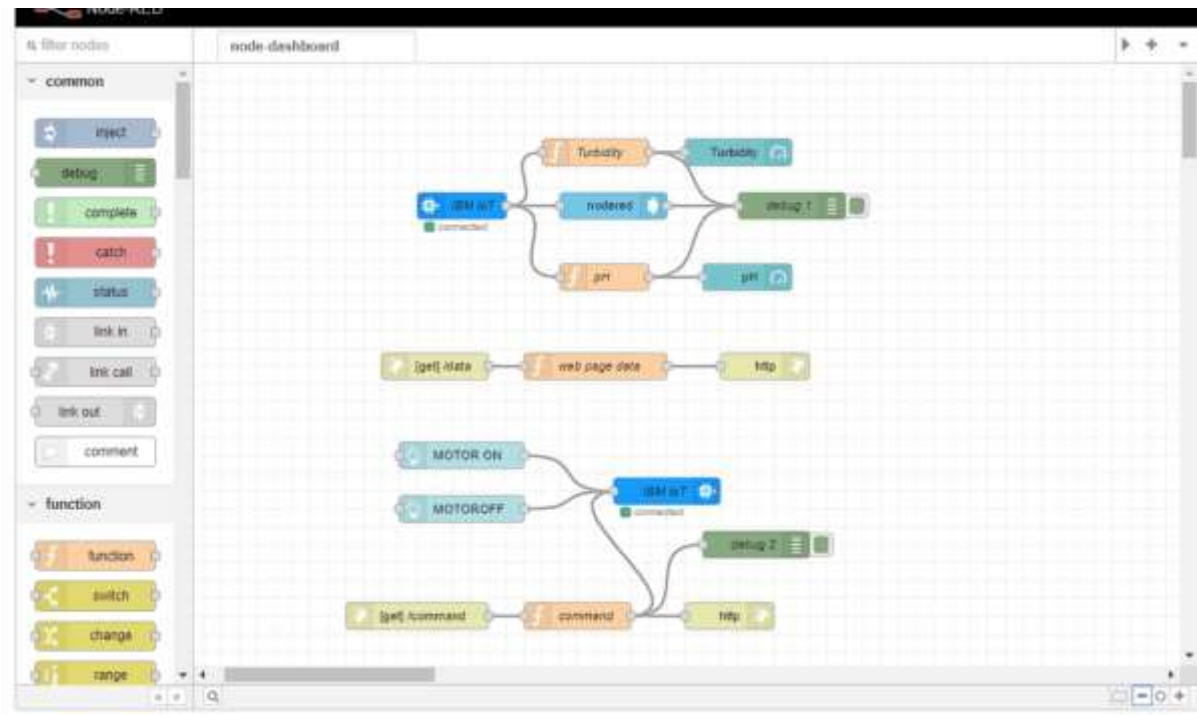 Node-RED
filter nodes
node-dashboard
common
inject
debug
complete
catch
status
link in
link call
link out
comment
function
function
switch
change
range
Turbidity
Turbidity
IBM IoT
connected
nodered
debug 1
pH
pH
[get] /data
web page data
http
MOTOR ON
MOTOROFF
IBM IoT
connected
debug 2
[get] /command
command
http